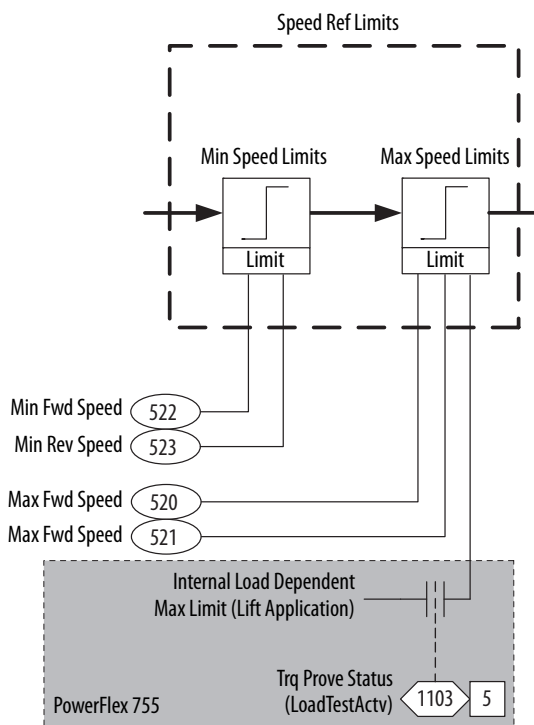 Speed Ref Limits
Min Speed Limits
Max Speed Limits
Limit
Limit
Min Fwd Speed
522
Min Rev Speed
523
Max Fwd Speed
520
Max Fwd Speed
521
Internal Load Dependent
Max Limit (Lift Application)
Trq Prove Status
(LoadTestActv)
1103
5
PowerFlex 755